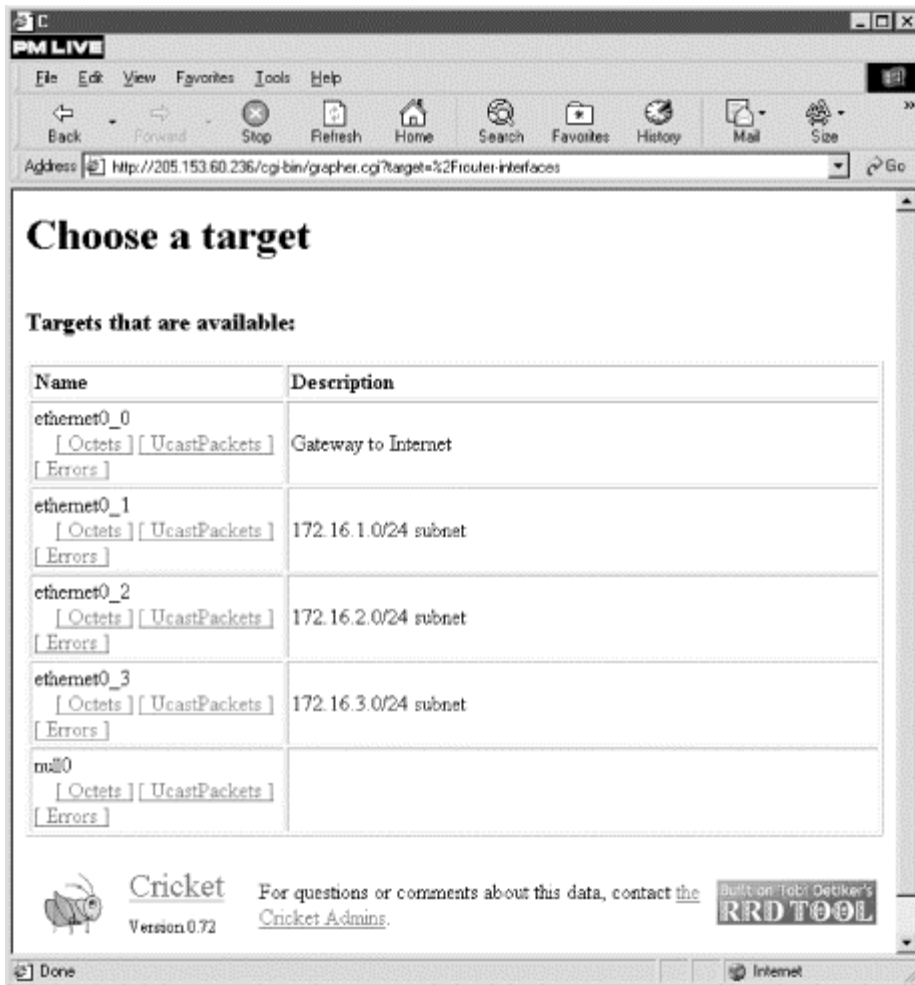 C
PM LIVE
File Edit View Favorites Tools Help
Back Forward Stop Refresh Home Search Favorites History Mail Size »
Address http://205.153.60.236/cgi-bin/grapher.cgi?target=%2Frouter-interfaces Go
Choose a target
Targets that are available:
Name Description
ethernet0_0
[ Octets ] [ UcastPackets ] Gateway to Internet
[ Errors ]
ethernet0_1
[ Octets ] [ UcastPackets ] 172.16.1.0/24 subnet
[ Errors ]
ethernet0_2
[ Octets ] [ UcastPackets ] 172.16.2.0/24 subnet
[ Errors ]
ethernet0_3
[ Octets ] [ UcastPackets ] 172.16.3.0/24 subnet
[ Errors ]
null0
[ Octets ] [ UcastPackets ]
[ Errors ]
Cricket
Version 0.72
For questions or comments about this data, contact the
Cricket Admins.
Built on Tobi Oetiker's
RRD TOOL
Done Internet